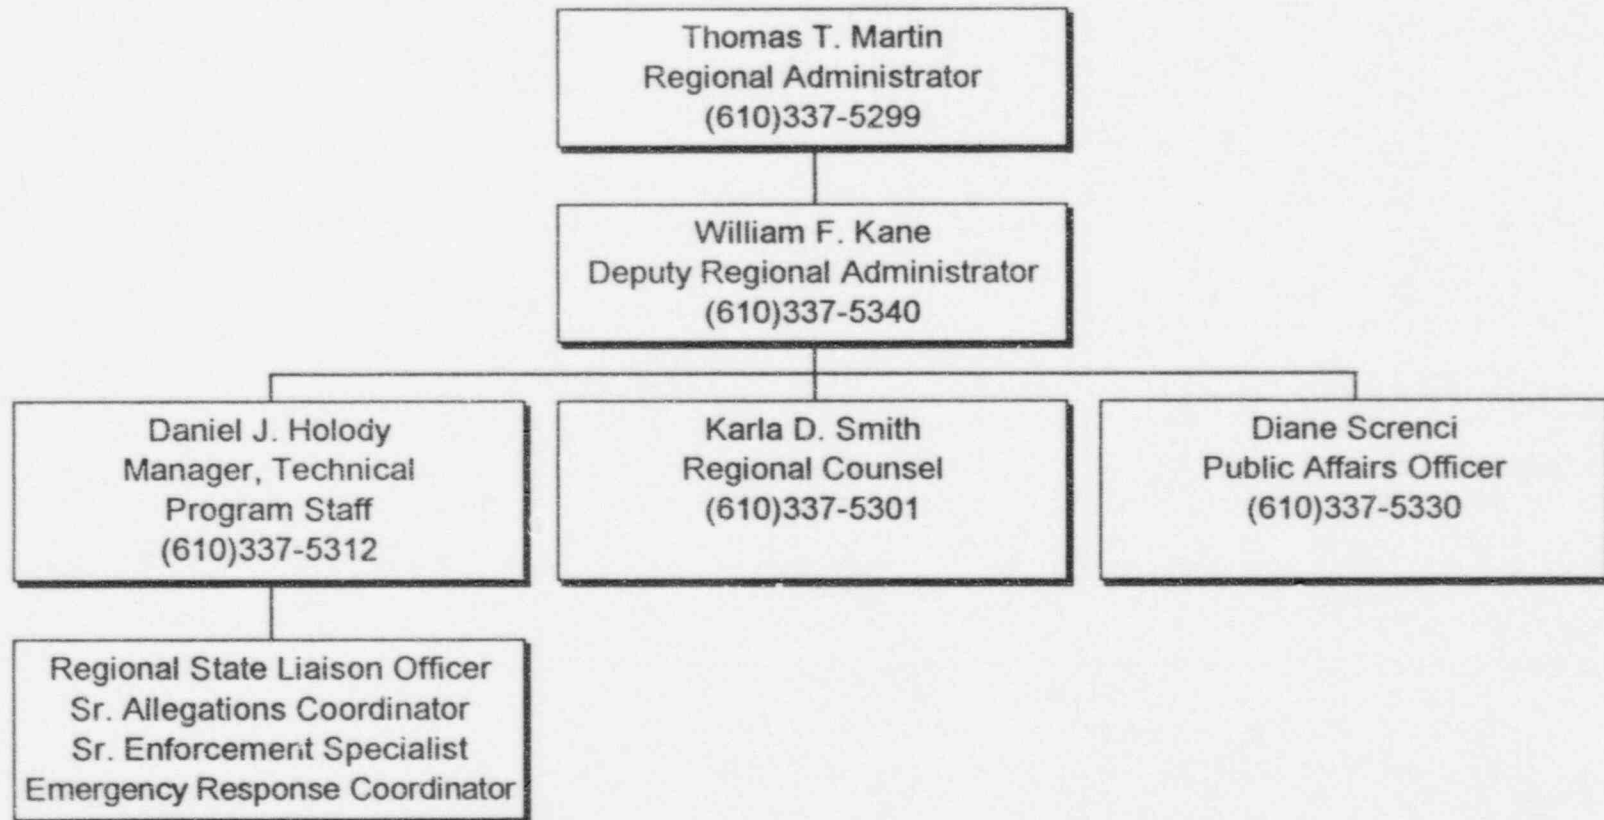 Thomas T. Martin
Regional Administrator
(610)337-5299
William F. Kane
Deputy Regional Administrator
(610)337-5340
Daniel J. Holody
Manager, Technical
Program Staff
(610)337-5312
Karla D. Smith
Regional Counsel
(610)337-5301
Diane Screnci
Public Affairs Officer
(610)337-5330
Regional State Liaison Officer
Sr. Allegations Coordinator
Sr. Enforcement Specialist
Emergency Response Coordinator